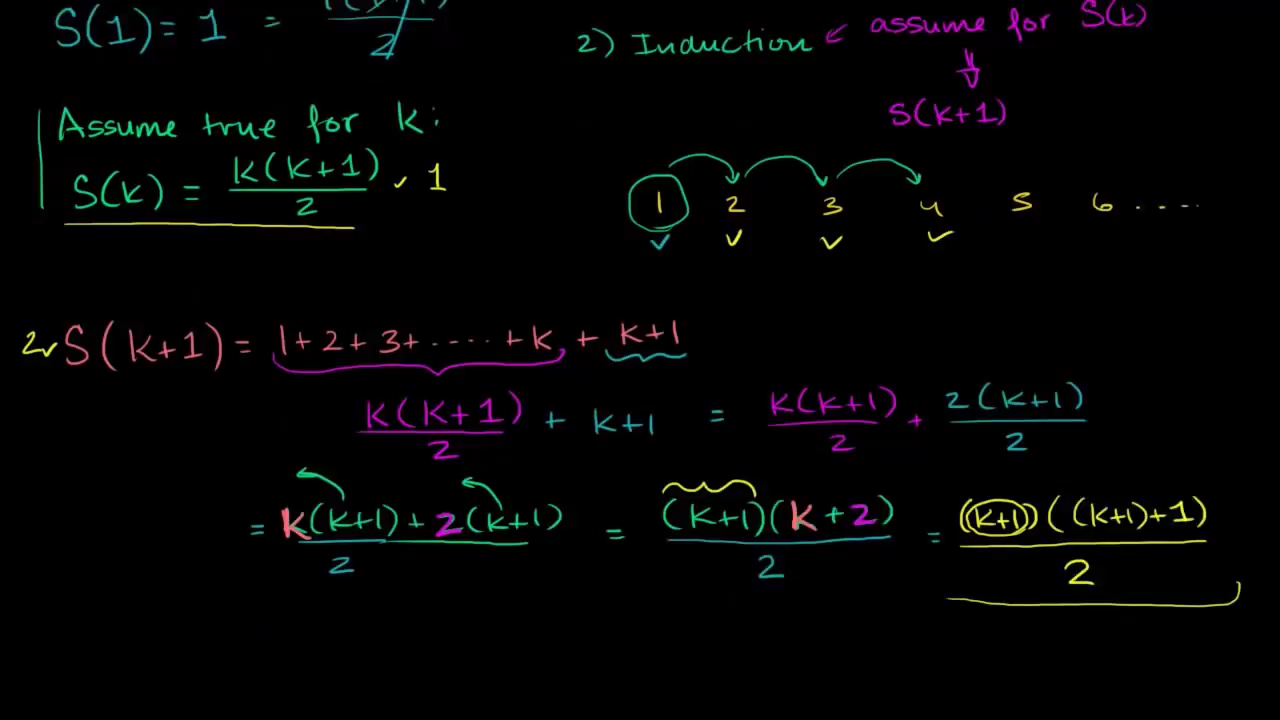 S(1) = 1 =
2
2) Induction ← assume for S(k)
⇓
S(k+1)
Assume true for k:
S(k) = k(k+1)/2 ✓ 1
1 2 3 4 5 6 ....
✓ ✓ ✓ ✓
2✓ S(k+1) = 1+2+3+.....+k + k+1
k(k+1)/2 + k+1 = k(k+1)/2 + 2(k+1)/2
= k(k+1)+2(k+1)/2 = (k+1)(k+2)/2 = ((k+1))((k+1)+1)/2